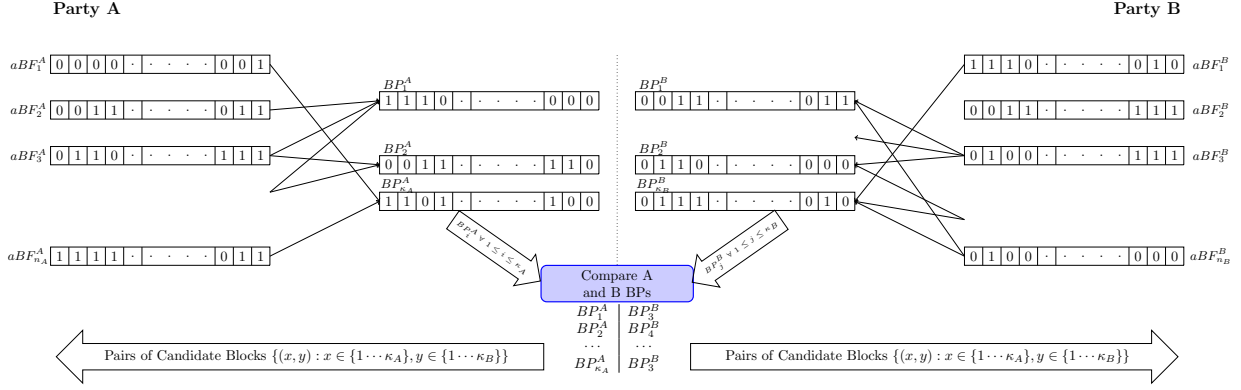 Party A
Party B
aBF_1^A 0 0 0 0 · · · · · 0 0 1
aBF_2^A 0 0 1 1 · · · · · 0 1 1
aBF_3^A 0 1 1 0 · · · · · 1 1 1
aBF_{n_A}^A 1 1 1 1 · · · · · 0 1 1
BP_1^A
1 1 1 0 · · · · · 0 0 0
BP_2^A
0 0 1 1 · · · · · 1 1 0
BP_{κ_A}^A
1 1 0 1 · · · · · 1 0 0
BP_1^B
0 0 1 1 · · · · · 0 1 1
BP_2^B
0 1 1 0 · · · · · 0 0 0
BP_{κ_B}^B
0 1 1 1 · · · · · 0 1 0
1 1 1 0 · · · · · 0 1 0 aBF_1^B
0 0 1 1 · · · · · 1 1 1 aBF_2^B
0 1 0 0 · · · · · 1 1 1 aBF_3^B
0 1 0 0 · · · · · 0 0 0 aBF_{n_B}^B
BP_i^A ∀ 1 ≤ i ≤ κ_A
BP_j^B ∀ 1 ≤ j ≤ κ_B
Compare A
and B BPs
BP_1^A BP_3^B
BP_2^A BP_4^B
... ...
BP_{κ_A}^A BP_3^B
Pairs of Candidate Blocks {(x, y) : x ∈ {1 · · · κ_A}, y ∈ {1 · · · κ_B}}
Pairs of Candidate Blocks {(x, y) : x ∈ {1 · · · κ_A}, y ∈ {1 · · · κ_B}}